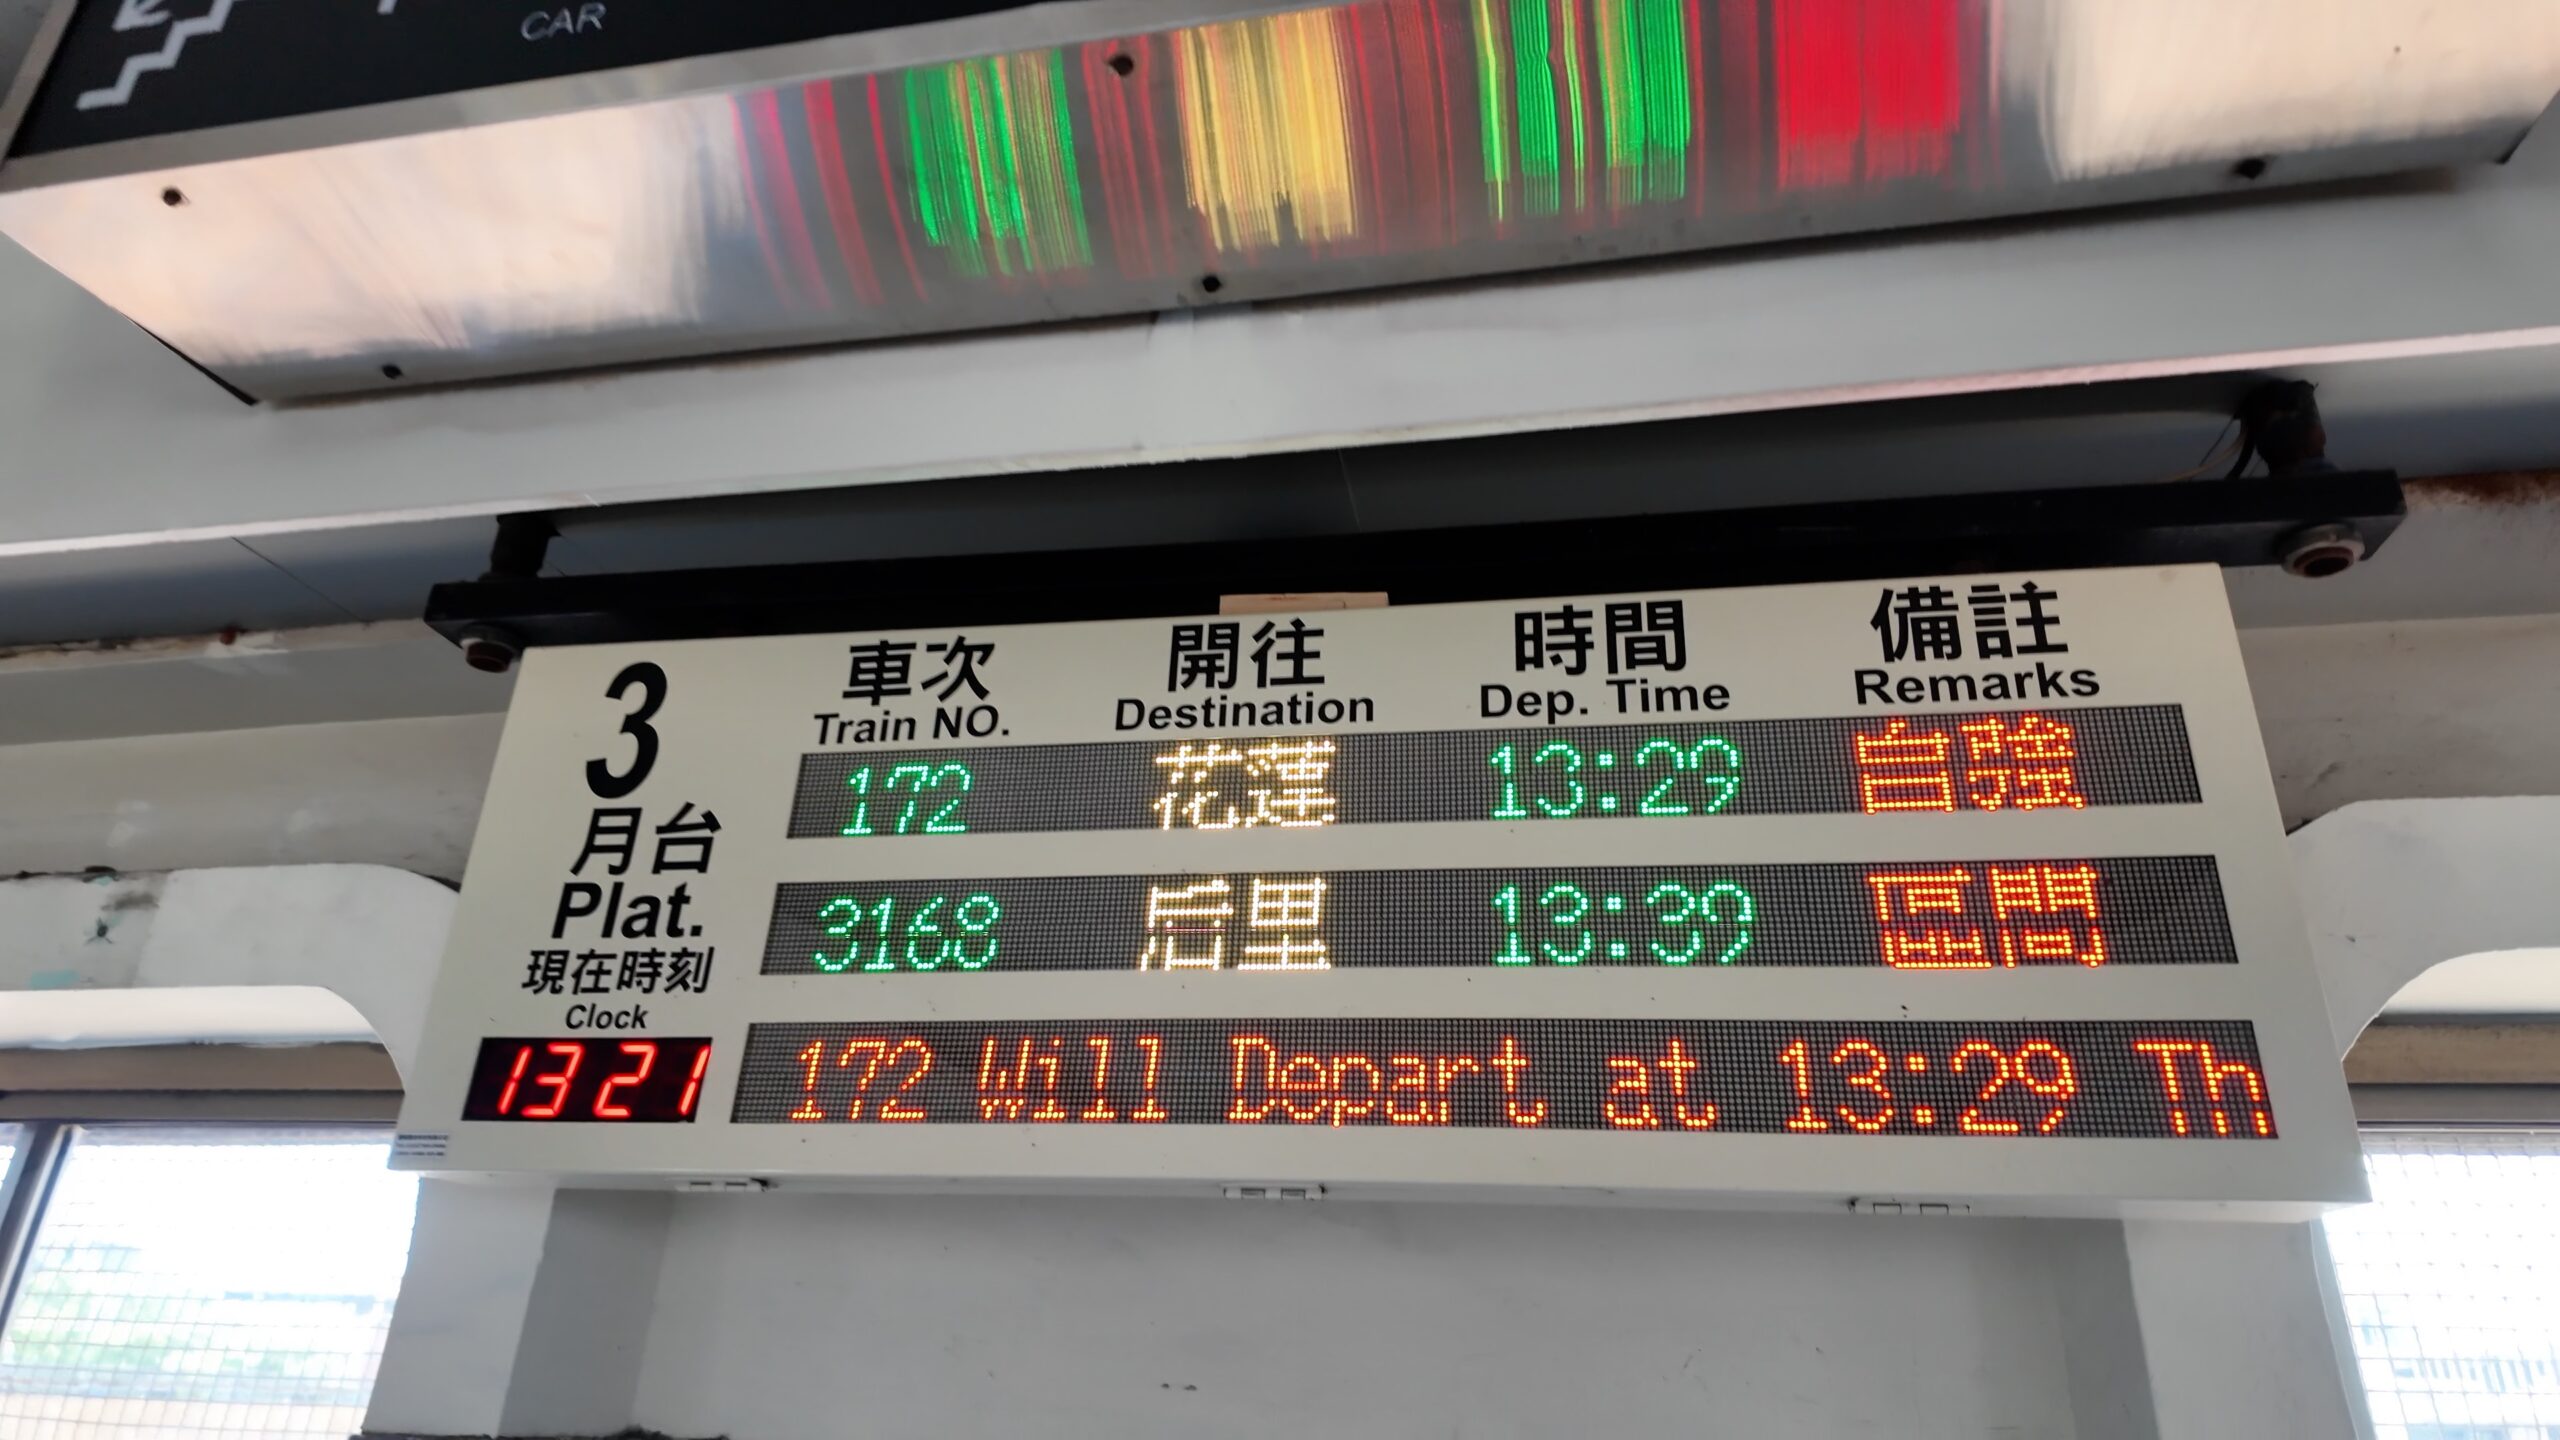 CAR
3
月台
Plat.
現在時刻
Clock
13 21
車次 開往 時間 備註
Train NO. Destination Dep. Time Remarks
172 花蓮 13:29 自強
3168 后里 13:39 區間
172 Will Depart at 13:29 Th